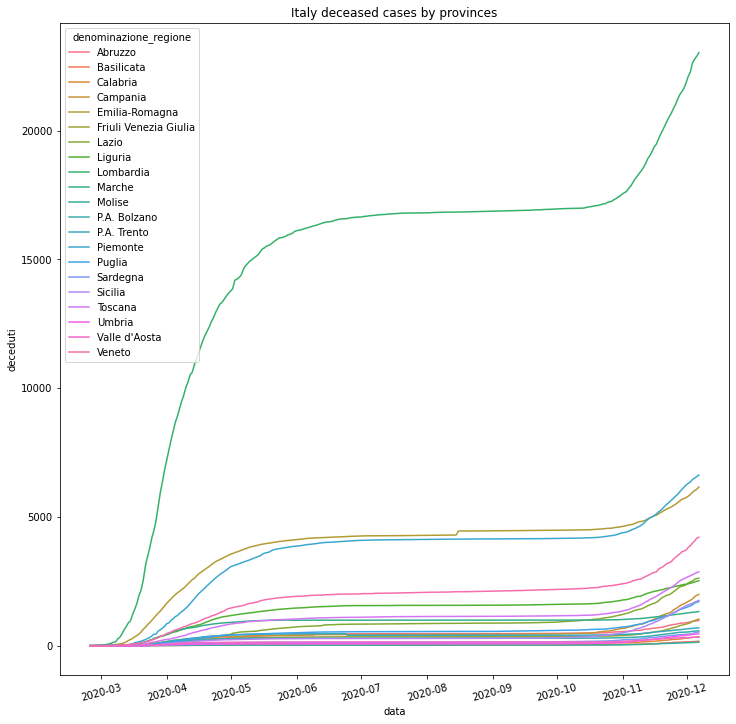 Italy deceased cases by provinces
denominazione_regione
Abruzzo
Basilicata
Calabria
Campania
Emilia-Romagna
Friuli Venezia Giulia
Lazio
Liguria
Lombardia
Marche
Molise
P.A. Bolzano
P.A. Trento
Piemonte
Puglia
Sardegna
Sicilia
Toscana
Umbria
Valle d'Aosta
Veneto
deceduti
20000
15000
10000
5000
0
2020-03
2020-04
2020-05
2020-06
2020-07
2020-08
2020-09
2020-10
2020-11
2020-12
data